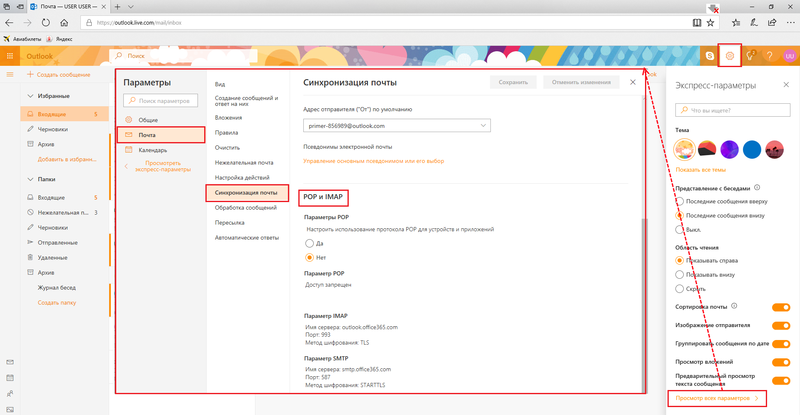 Почта — USER USER —
https://outlook.live.com/mail/inbox
Авиабилеты Яндекс
Outlook
Поиск
UU
Создать сообщение
Избранные
Входящие 5
Черновики
Архив
Добавить в избранн...
Папки
Входящие 5
Нежелательная п... 3
Черновики
Отправленные
Удаленные
Архив
Журнал бесед
Создать папку
Параметры
Поиск параметров
Общие
Почта
Календарь
Просмотреть
экспресс-параметры
Вид
Создание сообщений и
ответ на них
Вложения
Правила
Очистить
Нежелательная почта
Настройка действий
Синхронизация почты
Обработка сообщений
Пересылка
Автоматические ответы
Синхронизация почты
Сохранить
Отменить изменения
Адрес отправителя ("От") по умолчанию
primer-856989@outlook.com
Псевдонимы электронной почты
Управление основным псевдонимом или его выбор
POP и IMAP
Параметры POP
Настроить использование протокола POP для устройств и приложений
Да
Нет
Параметр POP
Доступ запрещен
Параметр IMAP
Имя сервера: outlook.office365.com
Порт: 993
Метод шифрования: TLS
Параметр SMTP
Имя сервера: smtp.office365.com
Порт: 587
Метод шифрования: STARTTLS
Экспресс-параметры
Что вы ищете?
Тема
Показать все темы
Представление с беседами
Последние сообщения вверху
Последние сообщения внизу
Выкл.
Область чтения
Показывать справа
Показывать внизу
Скрыть
Сортировка почты
Изображение отправителя
Группировать сообщения по дате
Просмотр вложений
Предварительный просмотр
текста сообщения
Просмотр всех параметров